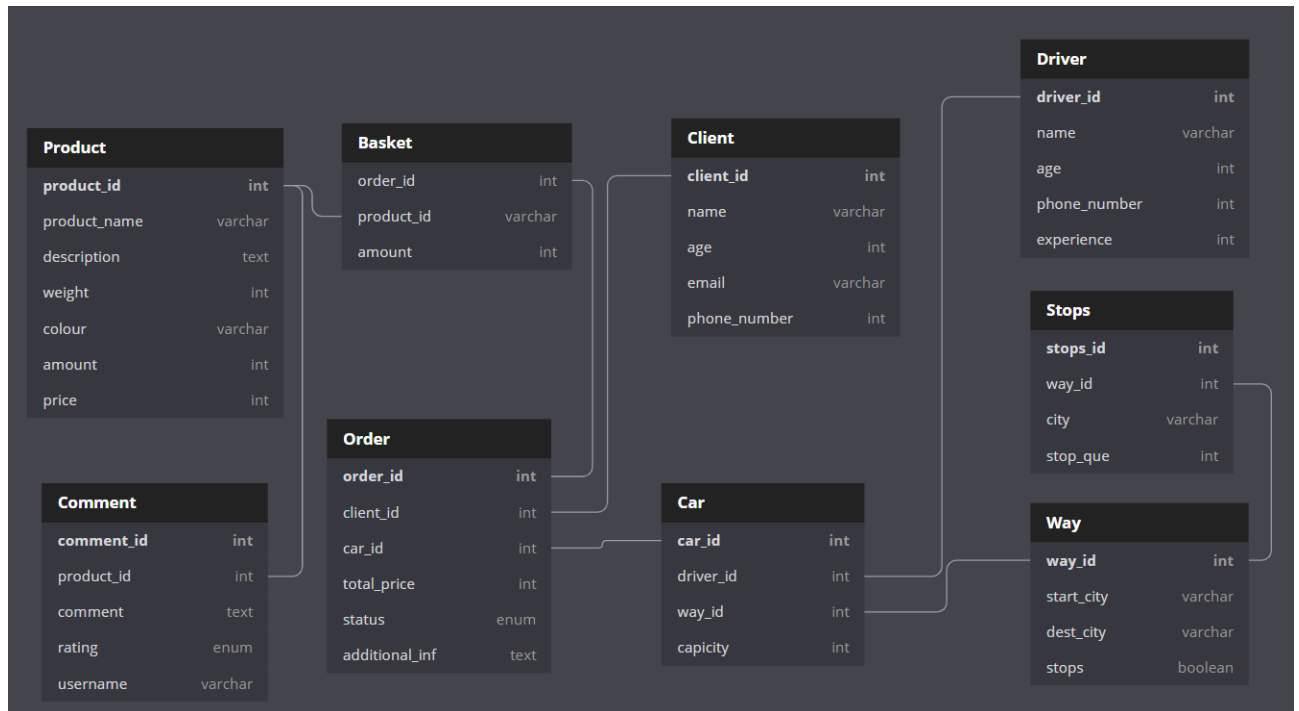 Product
product_id int
product_name varchar
description text
weight int
colour varchar
amount int
price int
Basket
order_id int
product_id varchar
amount int
Client
client_id int
name varchar
age int
email varchar
phone_number int
Driver
driver_id int
name varchar
age int
phone_number int
experience int
Stops
stops_id int
way_id int
city varchar
stop_que int
Comment
comment_id int
product_id int
comment text
rating enum
username varchar
Order
order_id int
client_id int
car_id int
total_price int
status enum
additional_inf text
Car
car_id int
driver_id int
way_id int
capicity int
Way
way_id int
start_city varchar
dest_city varchar
stops boolean